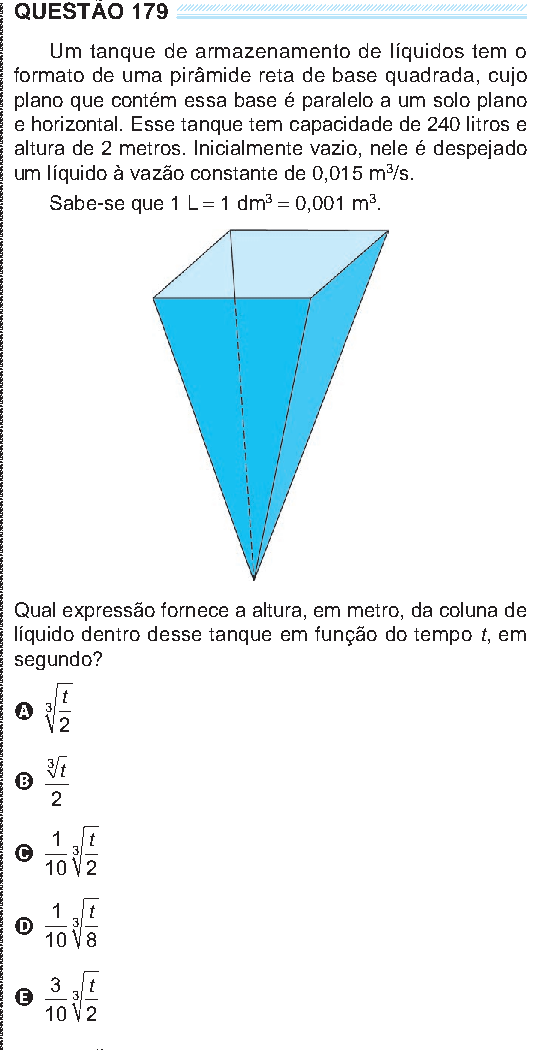 QUESTÃO 179
Um tanque de armazenamento de líquidos tem o
formato de uma pirâmide reta de base quadrada, cujo
plano que contém essa base é paralelo a um solo plano
e horizontal. Esse tanque tem capacidade de 240 litros e
altura de 2 metros. Inicialmente vazio, nele é despejado
um líquido à vazão constante de 0,015 m³/s.
Sabe-se que 1 L = 1 dm³ = 0,001 m³.
Qual expressão fornece a altura, em metro, da coluna de
líquido dentro desse tanque em função do tempo t, em
segundo?
A ∛(t/2)
B ∛t/2
C 1/10 ∛(t/2)
D 1/10 ∛(t/8)
E 3/10 ∛(t/2)